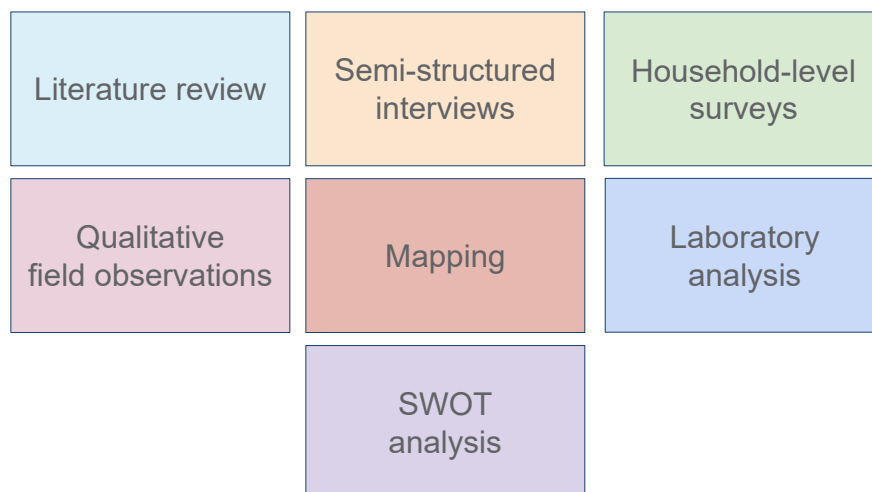 Literature review
Semi-structured
interviews
Household-level
surveys
Qualitative
field observations
Mapping
Laboratory
analysis
SWOT
analysis